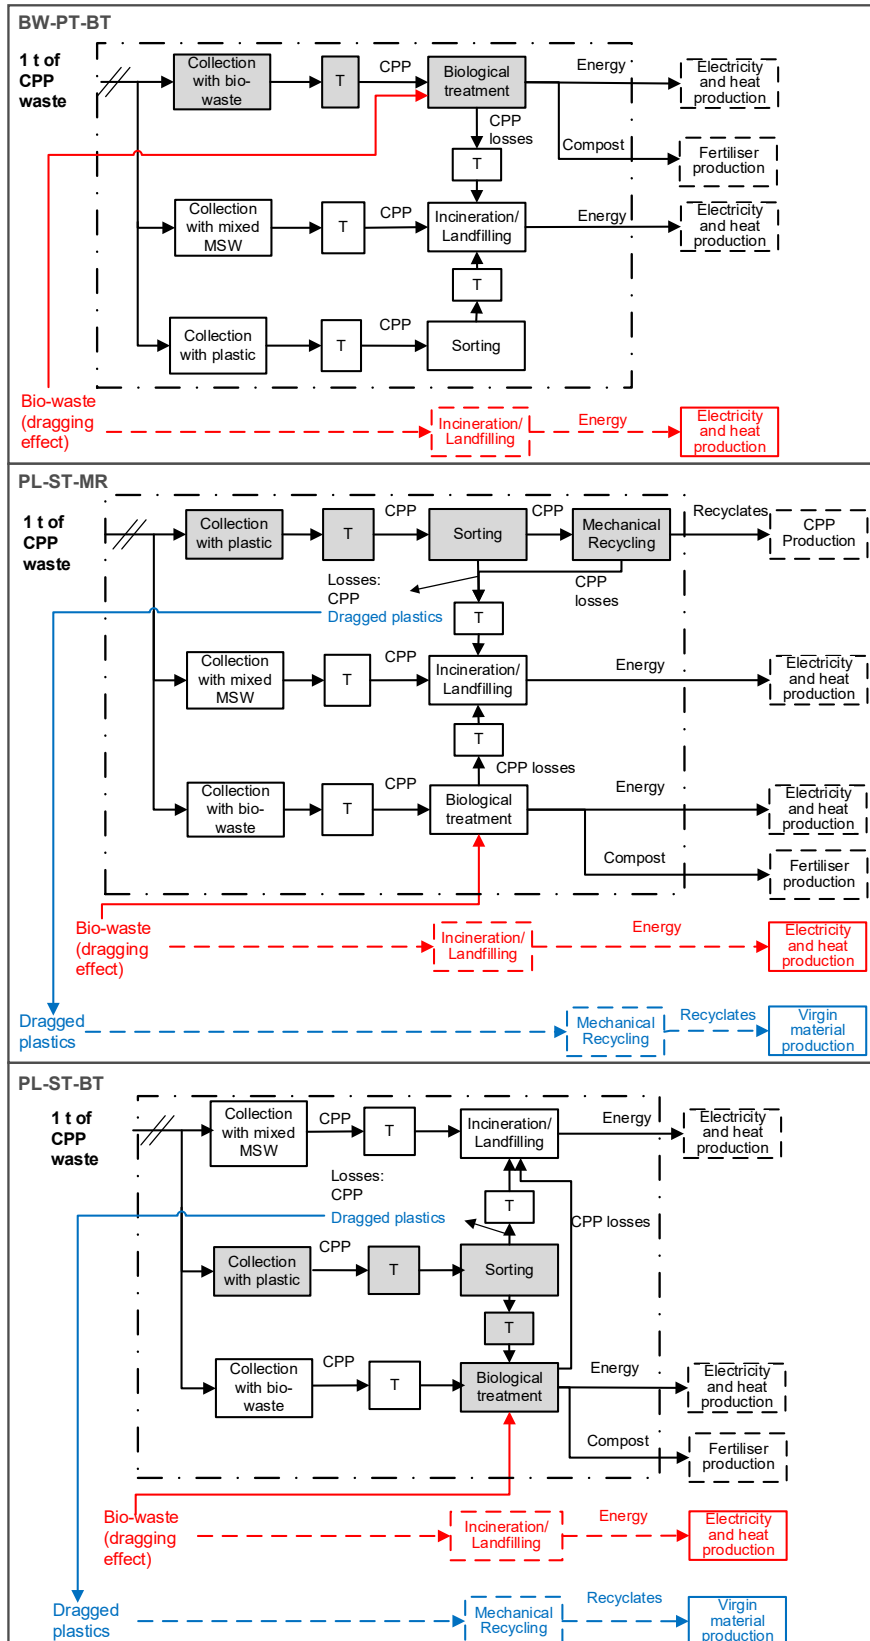 BW-PT-BT
1 t of
CPP
waste
Collection
with bio-
waste
T
CPP
Biological
treatment
Energy
Electricity
and heat
production
CPP
losses
Compost
Fertiliser
production
T
Collection
with mixed
MSW
T
CPP
Incineration/
Landfilling
Energy
Electricity
and heat
production
T
Collection
with plastic
T
CPP
Sorting
Bio-waste
(dragging
effect)
Incineration/
Landfilling
Energy
Electricity
and heat
production
PL-ST-MR
1 t of
CPP
waste
Collection
with plastic
T
CPP
Sorting
CPP
Mechanical
Recycling
Recyclates
CPP
Production
Losses:
CPP
Dragged plastics
CPP
losses
T
Collection
with mixed
MSW
T
CPP
Incineration/
Landfilling
Energy
Electricity
and heat
production
T
CPP losses
Collection
with bio-
waste
T
CPP
Biological
treatment
Energy
Electricity
and heat
production
Compost
Fertiliser
production
Bio-waste
(dragging
effect)
Incineration/
Landfilling
Energy
Electricity
and heat
production
Dragged
plastics
Mechanical
Recycling
Recyclates
Virgin
material
production
PL-ST-BT
1 t of
CPP
waste
Collection
with mixed
MSW
CPP
T
Incineration/
Landfilling
Energy
Electricity
and heat
production
Losses:
CPP
Dragged plastics
T
CPP losses
Collection
with plastic
CPP
T
Sorting
T
Collection
with bio-
waste
CPP
T
Biological
treatment
Energy
Electricity
and heat
production
Compost
Fertiliser
production
Bio-waste
(dragging
effect)
Incineration/
Landfilling
Energy
Electricity
and heat
production
Dragged
plastics
Mechanical
Recycling
Recyclates
Virgin
material
production